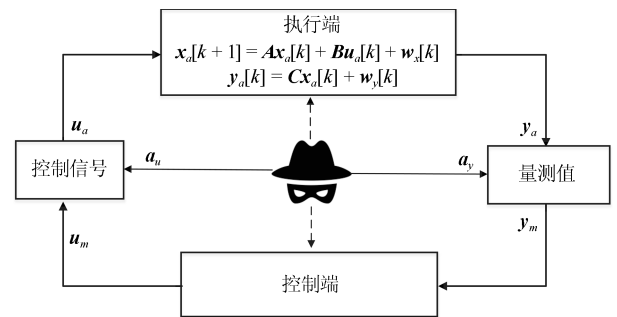 执行端
x_a[k + 1] = Ax_a[k] + Bu_a[k] + w_x[k]
y_a[k] = Cx_a[k] + w_y[k]
u_a
y_a
控制信号
a_u
a_y
量测值
u_m
y_m
控制端